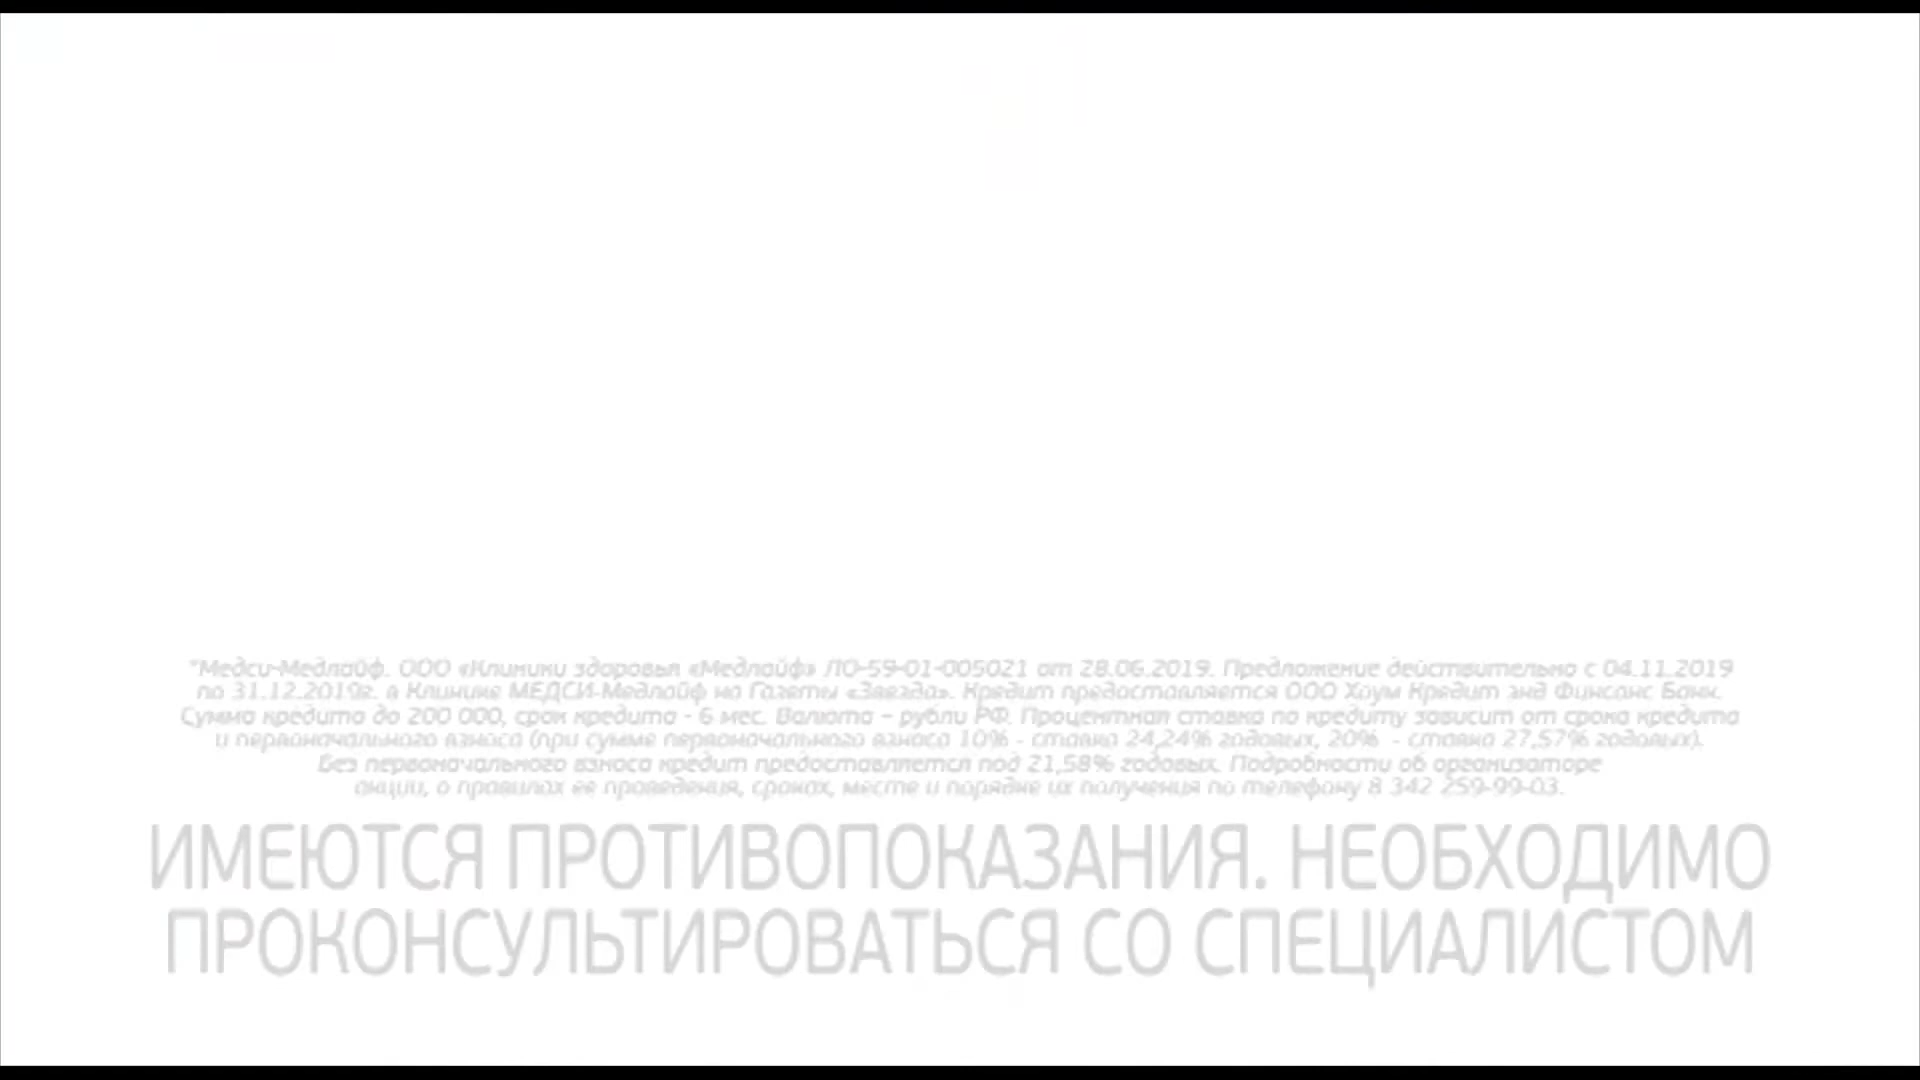 *Медси-Медлайф. ООО «Клиники здоровья «Медлайф» ЛО-59-01-005021 от 28.06.2019. Предложение действительно с 04.11.2019
по 31.12.2019г. в Клинике МЕДСИ-Медлайф на Газеты «Звезда». Кредит предоставляется ООО Хоум Кредит энд Финсанс Банк.
Сумма кредита до 200 000, срок кредита - 6 мес. Валюта – рубли РФ. Процентная ставка по кредиту зависит от срока кредита
и первоначального взноса (при сумме первоначального взноса 10% - ставка 24,24% годовых, 20% - ставка 27,57% годовых).
Без первоначального взноса кредит предоставляется под 21,58% годовых. Подробности об организаторе
акции, о правилах ее проведения, сроках, месте и порядке их получения по телефону 8 342 259-99-03.
ИМЕЮТСЯ ПРОТИВОПОКАЗАНИЯ. НЕОБХОДИМО
ПРОКОНСУЛЬТИРОВАТЬСЯ СО СПЕЦИАЛИСТОМ